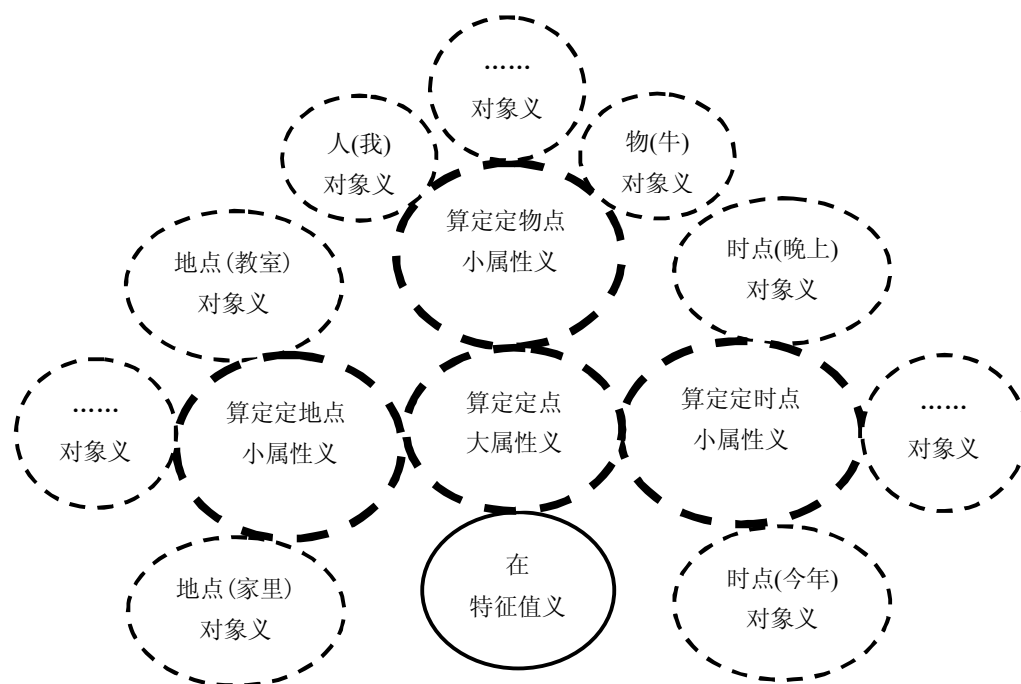 ……
对象义
人(我)
对象义
物(牛)
对象义
算定定物点
小属性义
地点(教室)
对象义
时点(晚上)
对象义
……
对象义
算定定地点
小属性义
算定定点
大属性义
算定定时点
小属性义
……
对象义
地点(家里)
对象义
在
特征值义
时点(今年)
对象义